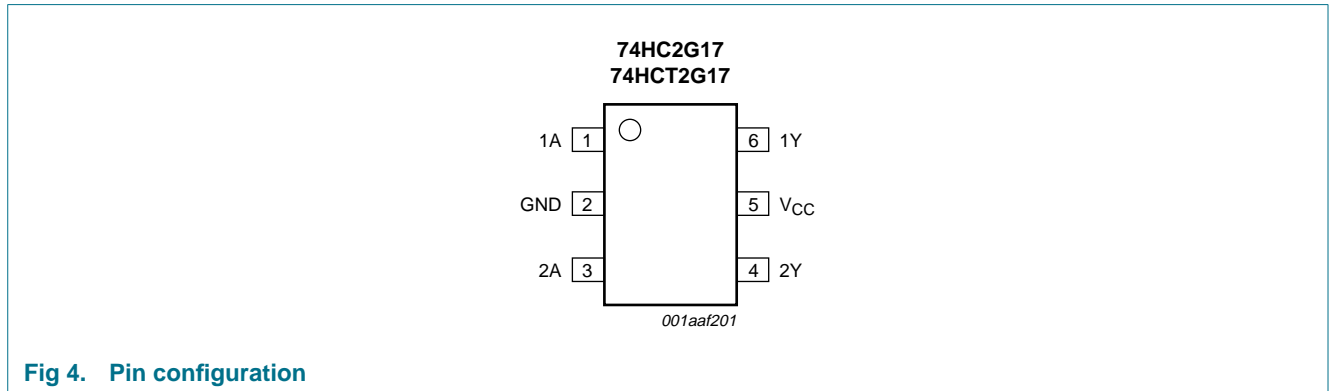 74HC2G17
74HCT2G17
1A 1 6 1Y
GND 2 5 VCC
2A 3 4 2Y
001aaf201
Fig 4. Pin configuration